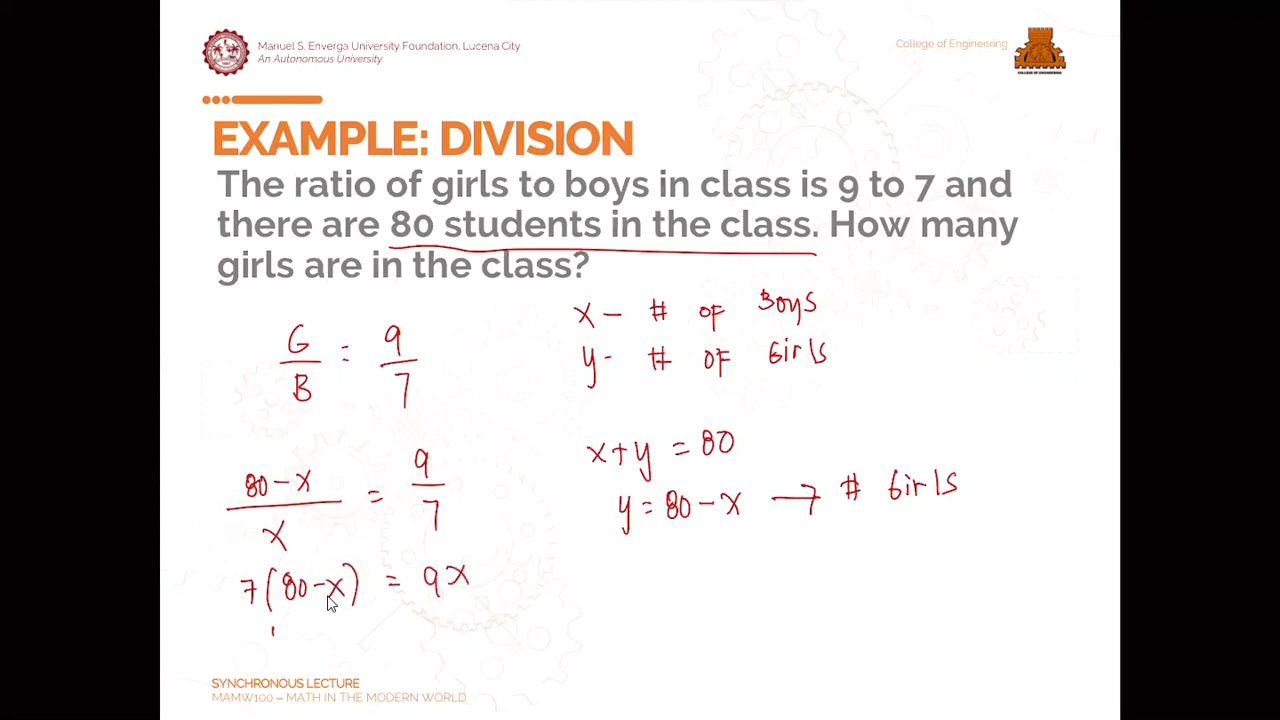 Manuel S. Enverga University Foundation, Lucena City
An Autonomous University
College of Engineering
COLLEGE OF ENGINEERING
EXAMPLE: DIVISION
The ratio of girls to boys in class is 9 to 7 and
there are 80 students in the class. How many
girls are in the class?
G/B = 9/7
x - # of Boys
y - # of Girls
x + y = 80
y = 80 - x → # Girls
80 - x / x = 9/7
7(80 - x) = 9x
SYNCHRONOUS LECTURE
MAMW100 – MATH IN THE MODERN WORLD